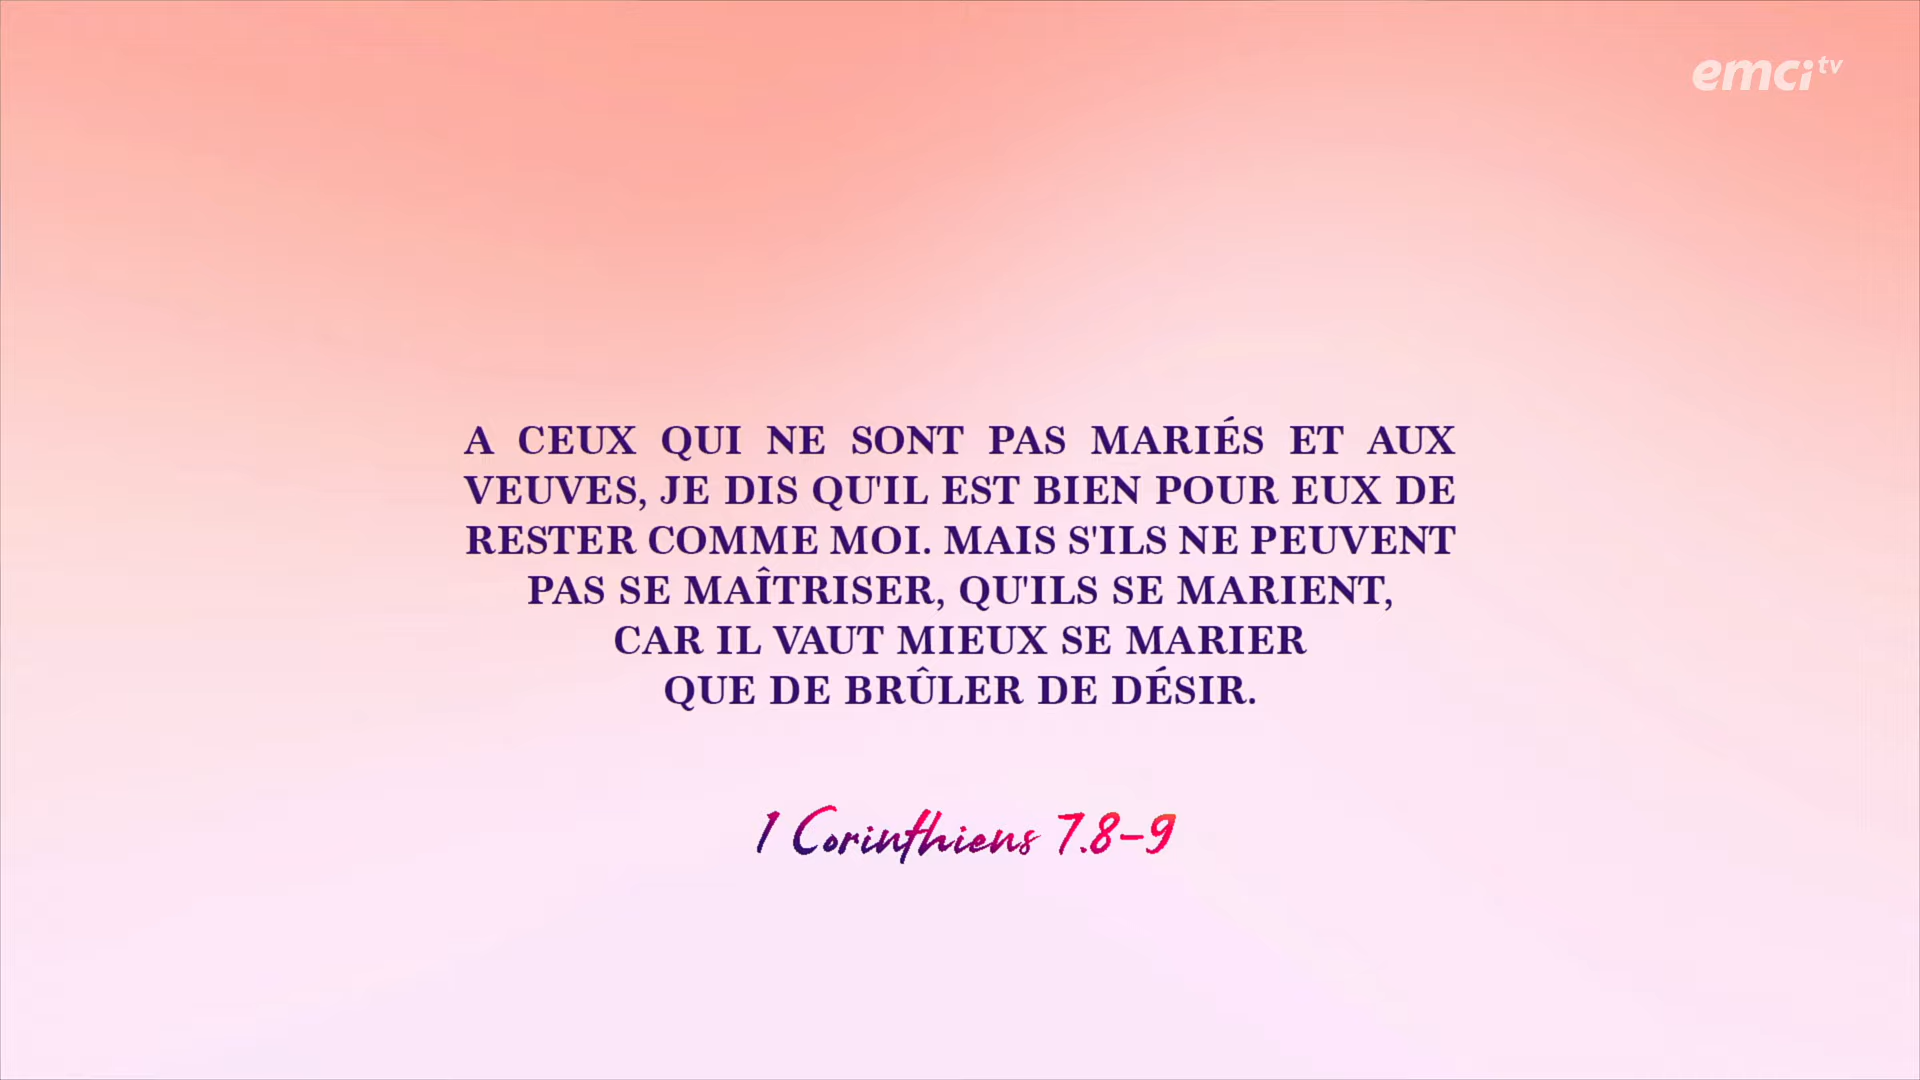 emci tv
A CEUX QUI NE SONT PAS MARIÉS ET AUX
VEUVES, JE DIS QU'IL EST BIEN POUR EUX DE
RESTER COMME MOI. MAIS S'ILS NE PEUVENT
PAS SE MAÎTRISER, QU'ILS SE MARIENT,
CAR IL VAUT MIEUX SE MARIER
QUE DE BRÛLER DE DÉSIR.
1 Corinthiens 7.8-9